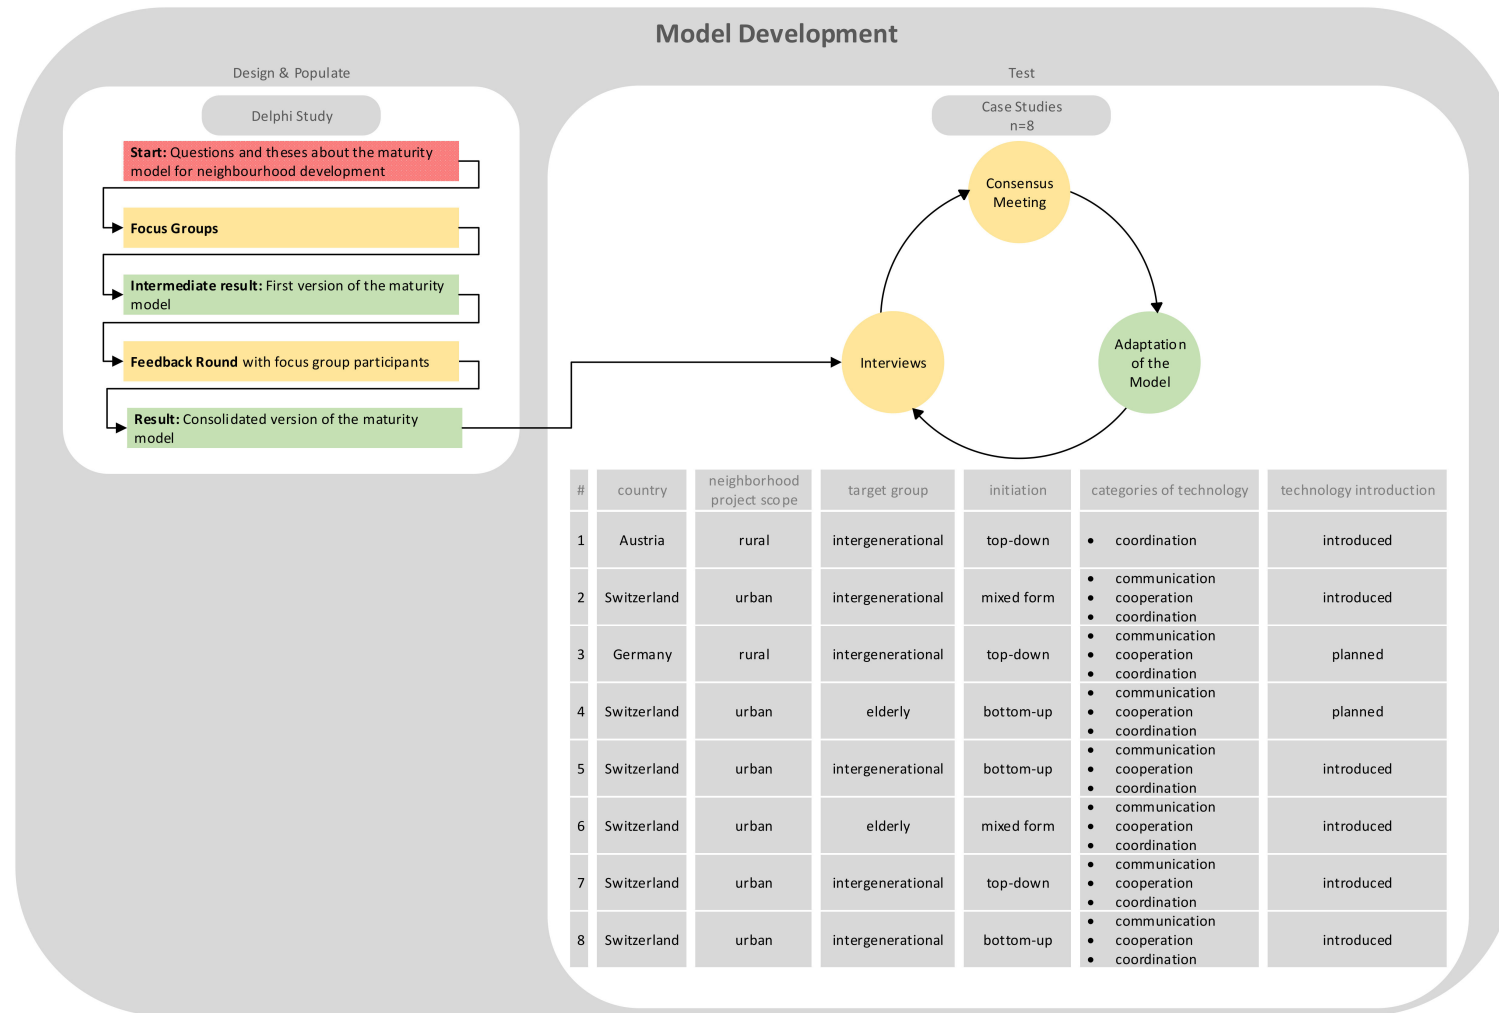 Model Development
Design & Populate
Delphi Study
Start: Questions and theses about the maturity
model for neighbourhood development
Focus Groups
Intermediate result: First version of the maturity
model
Feedback Round with focus group participants
Result: Consolidated version of the maturity
model
Test
Case Studies
n=8
Consensus
Meeting
Interviews
Adaptation
of the
Model
# country neighborhood project scope target group initiation categories of technology technology introduction
1 Austria rural intergenerational top-down • coordination introduced
2 Switzerland urban intergenerational mixed form • communication
• cooperation
• coordination introduced
3 Germany rural intergenerational top-down • communication
• cooperation
• coordination planned
4 Switzerland urban elderly bottom-up • communication
• cooperation
• coordination planned
5 Switzerland urban intergenerational bottom-up • communication
• cooperation
• coordination introduced
6 Switzerland urban elderly mixed form • communication
• cooperation
• coordination introduced
7 Switzerland urban intergenerational top-down • communication
• cooperation
• coordination introduced
8 Switzerland urban intergenerational bottom-up • communication
• cooperation
• coordination introduced